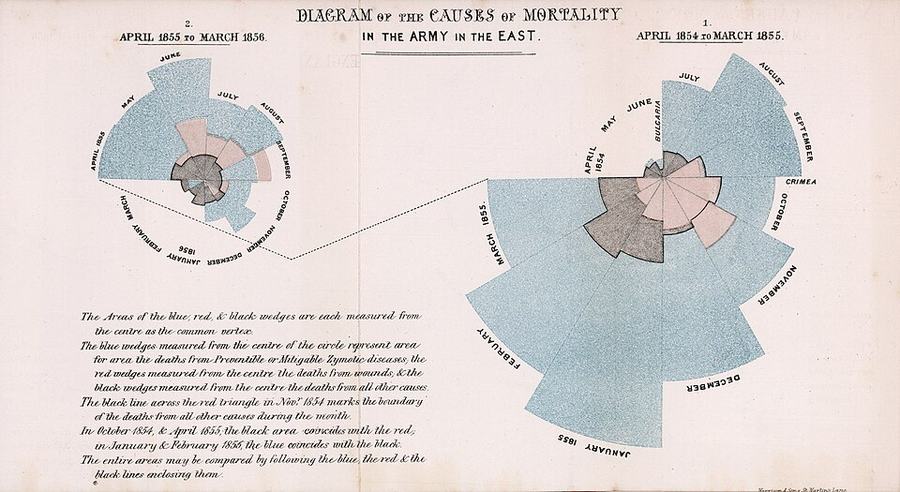 DIAGRAM OF THE CAUSES OF MORTALITY
IN THE ARMY IN THE EAST.
2.
APRIL 1855 TO MARCH 1856.
1.
APRIL 1854 TO MARCH 1855.
APRIL 1855
MAY
JUNE
JULY
AUGUST
SEPTEMBER
OCTOBER
NOVEMBER
DECEMBER
JANUARY 1856
FEBRUARY
MARCH
APRIL 1854
MAY
JUNE
BULGARIA
JULY
AUGUST
SEPTEMBER
CRIMEA
OCTOBER
NOVEMBER
DECEMBER
JANUARY 1855
FEBRUARY
MARCH 1855.
The Areas of the blue, red, & black wedges are each measured from
the centre as the common vertex.
The blue wedges measured from the centre of the circle represent area
for area the deaths from Preventible or Mitigable Zymotic diseases; the
red wedges measured from the centre the deaths from wounds; & the
black wedges measured from the centre the deaths from all other causes.
The black line across the red triangle in Nov.r 1854 marks the boundary
of the deaths from all other causes during the month.
In October 1854, & April 1855, the black area coincides with the red;
in January & February 1855, the blue coincides with the black.
The entire areas may be compared by following the blue, the red & the
black lines enclosing them.
Harrison & Sons, St. Martin's Lane